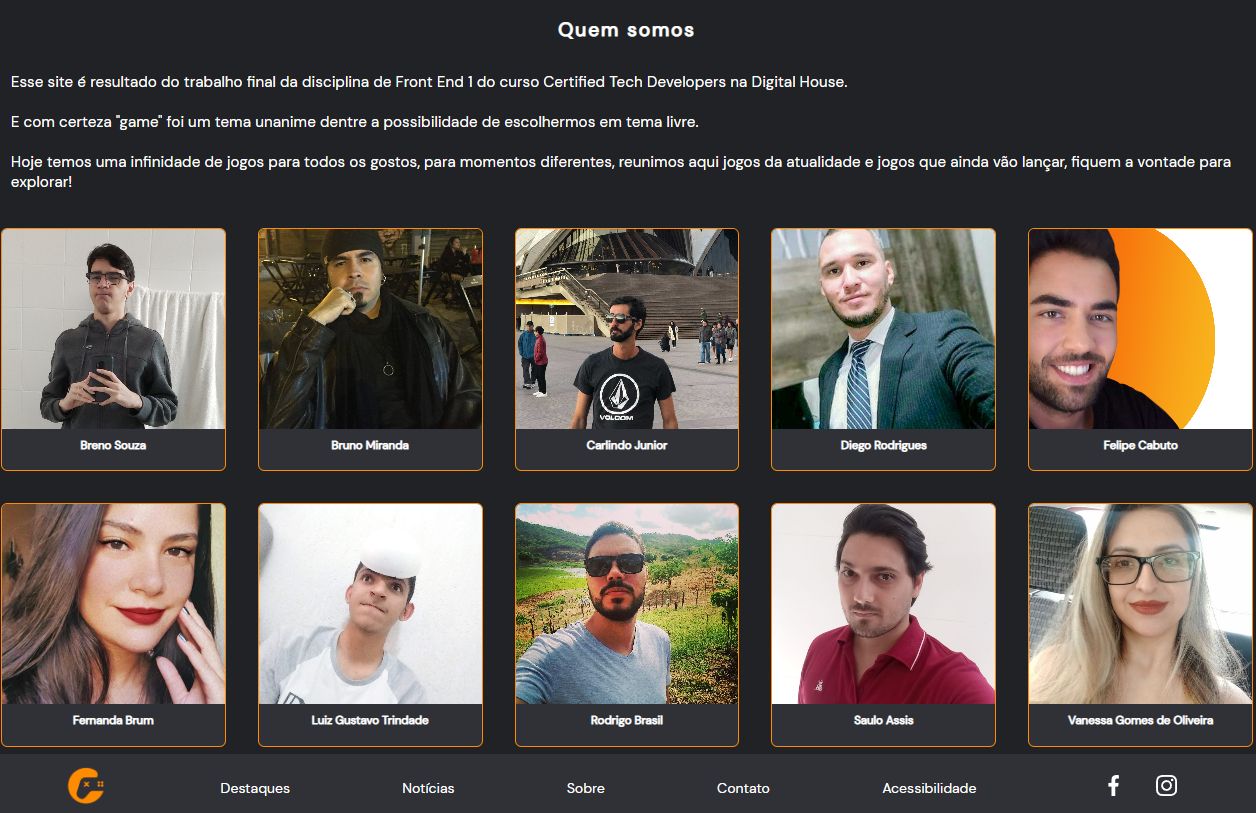 Quem somos
Esse site é resultado do trabalho final da disciplina de Front End 1 do curso Certified Tech Developers na Digital House.
E com certeza "game" foi um tema unanime dentre a possibilidade de escolhermos em tema livre.
Hoje temos uma infinidade de jogos para todos os gostos, para momentos diferentes, reunimos aqui jogos da atualidade e jogos que ainda vão lançar, fiquem a vontade para
explorar!
VOLCOM
Breno Souza
Bruno Miranda
Carlindo Junior
Diego Rodrigues
Felipe Cabuto
Fernanda Brum
Luiz Gustavo Trindade
Rodrigo Brasil
Saulo Assis
Vanessa Gomes de Oliveira
Destaques
Notícias
Sobre
Contato
Acessibilidade